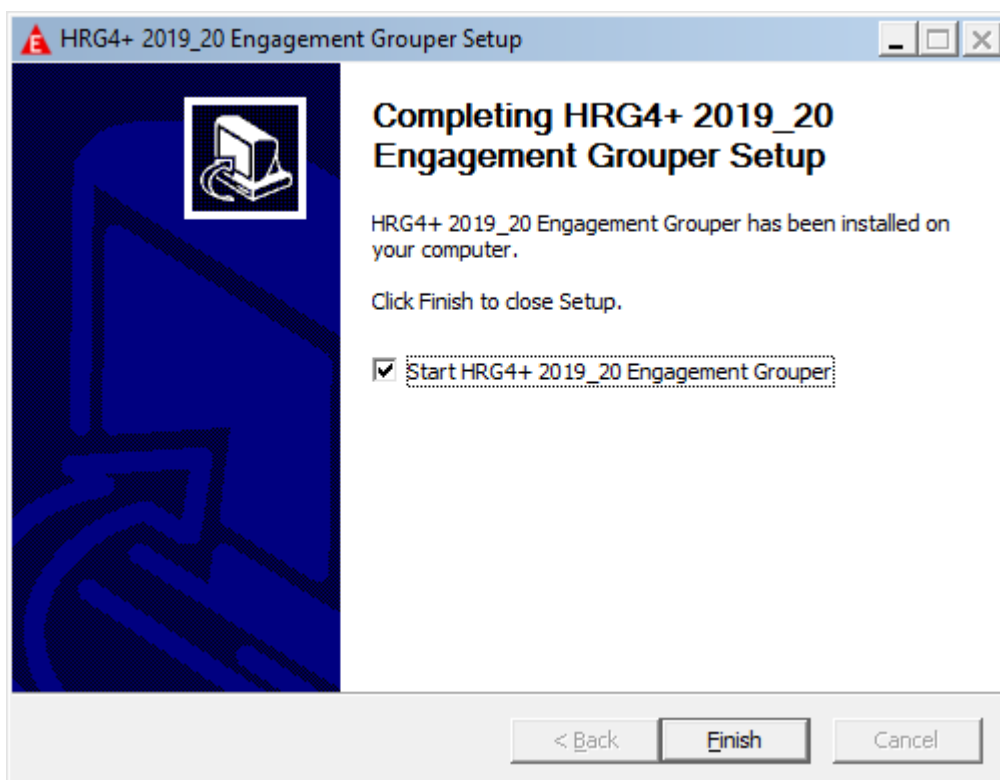 HRG4+ 2019_20 Engagement Grouper Setup
Completing HRG4+ 2019_20
Engagement Grouper Setup
HRG4+ 2019_20 Engagement Grouper has been installed on
your computer.
Click Finish to close Setup.
Start HRG4+ 2019_20 Engagement Grouper
< Back
Finish
Cancel